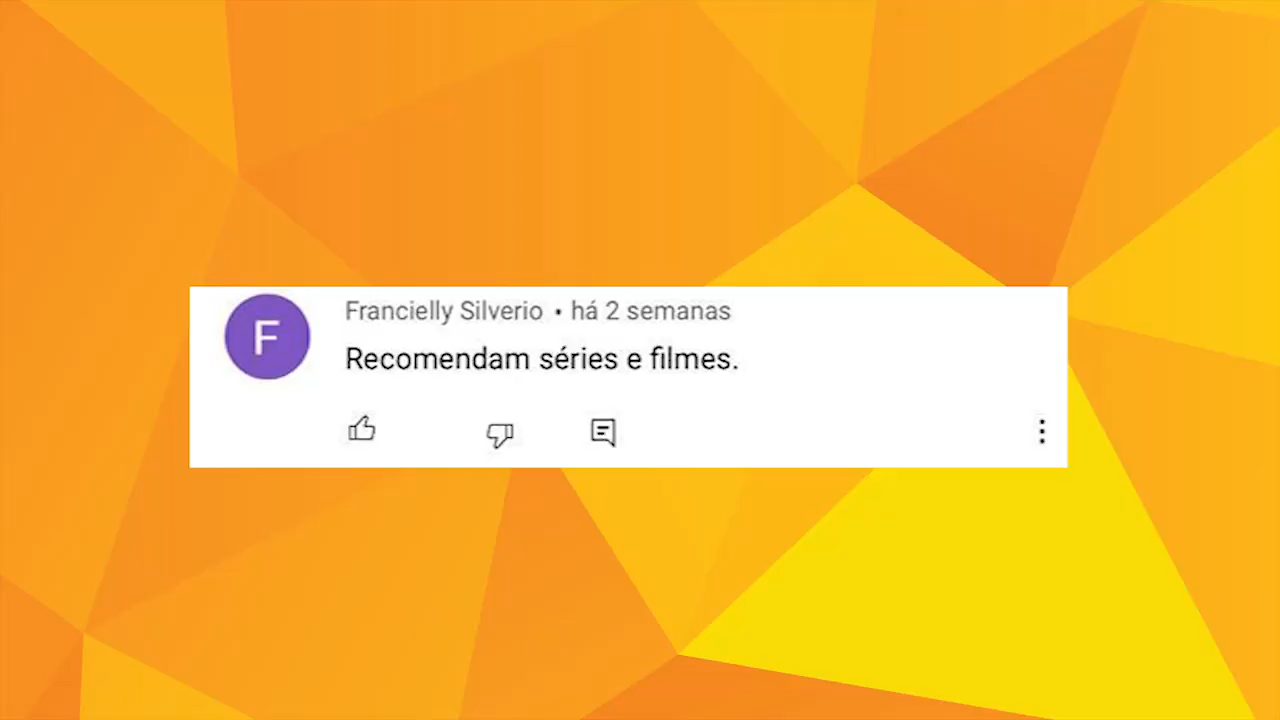 F
Francielly Silverio • há 2 semanas
Recomendam séries e filmes.